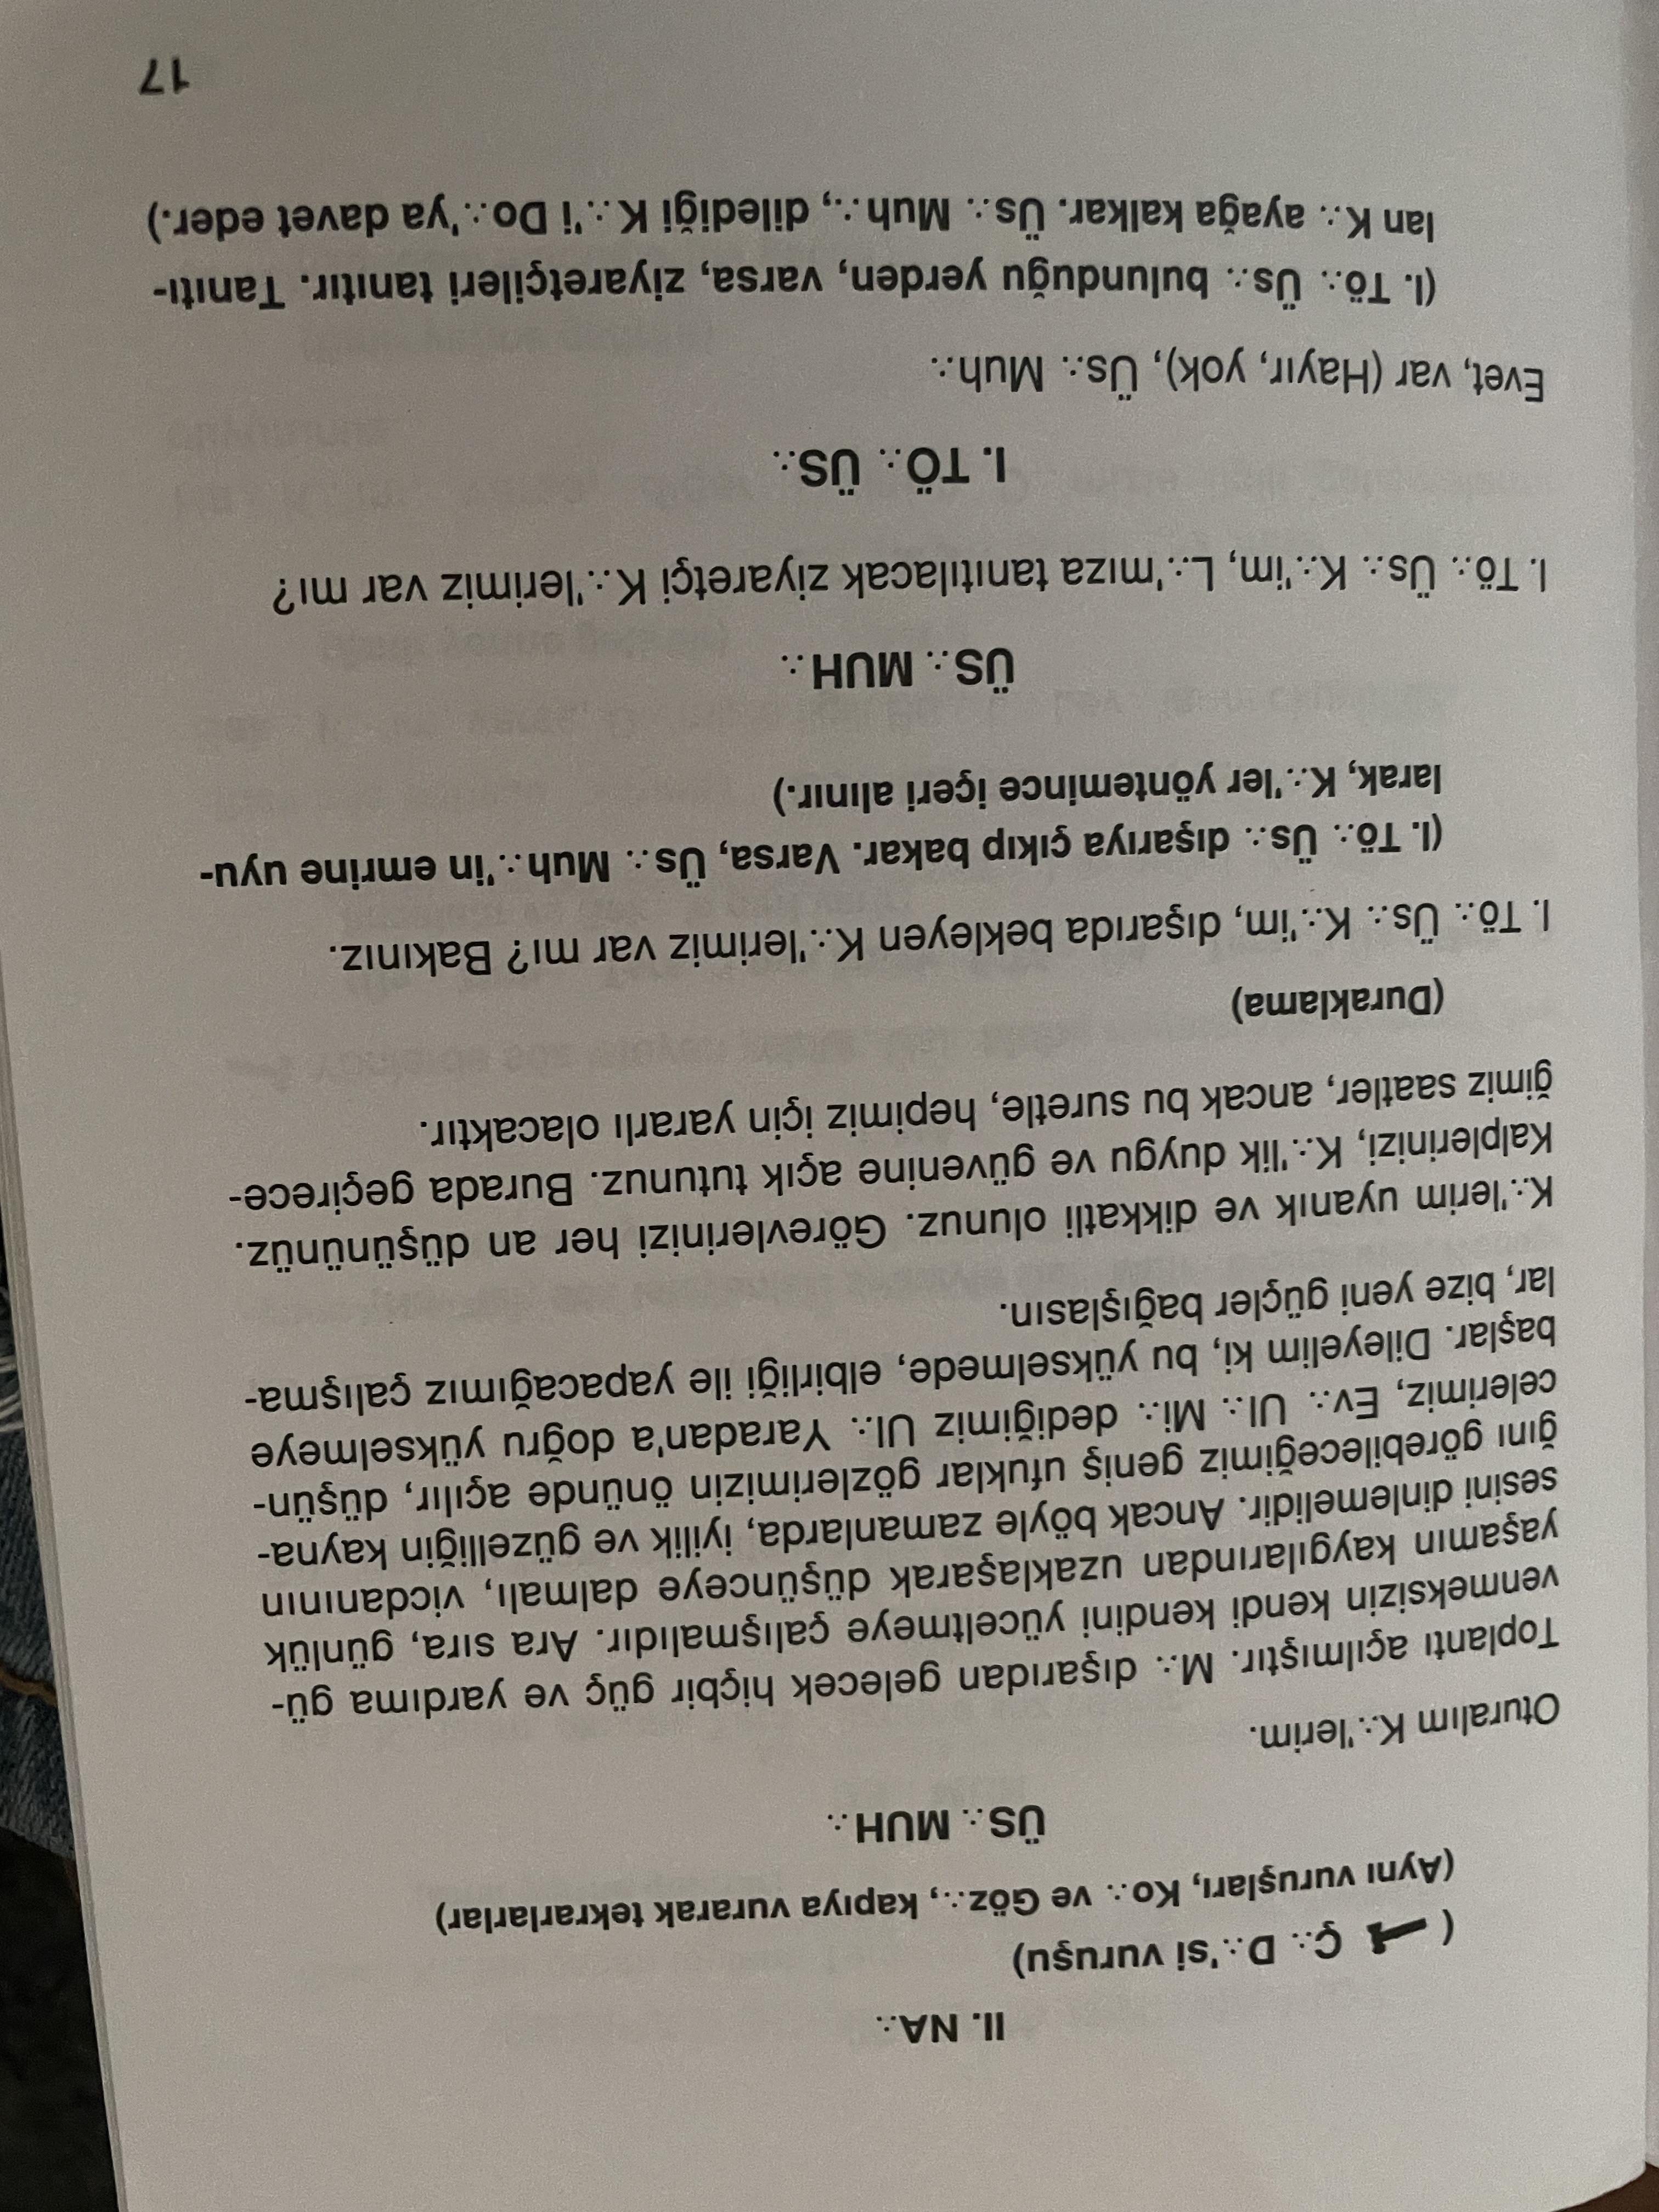 II. NA∴
( Ç∴ D∴'si vuruşu)
(Aynı vuruşları, Ko∴ ve Göz∴, kapıya vurarak tekrarlarlar)
ÜS∴ MUH∴
Oturalım K∴'lerim.
Toplantı açılmıştır. M∴ dışarıdan gelecek hiçbir güç ve yardıma gü-
venmeksizin kendi kendini yüceltmeye çalışmalıdır. Ara sıra, günlük
yaşamın kaygılarından uzaklaşarak düşünceye dalmalı, vicdanının
sesini dinlemelidir. Ancak böyle zamanlarda, iyilik ve güzelliğin kayna-
ğını görebileceğimiz geniş ufuklar gözlerimizin önünde açılır, düşün-
celerimiz, Ev∴ Ul∴ Mi∴ dediğimiz Ul∴ Yaradan'a doğru yükselmeye
başlar. Dileyelim ki, bu yükselmede, elbirliği ile yapacağımız çalışma-
lar, bize yeni güçler bağışlasın.
K∴'lerim uyanık ve dikkatli olunuz. Görevlerinizi her an düşününüz.
Kalplerinizi, K∴'lik duygu ve güvenine açık tutunuz. Burada geçirece-
ğimiz saatler, ancak bu suretle, hepimiz için yararlı olacaktır.
(Duraklama)
I. Tö∴ Üs∴ K∴'im, dışarıda bekleyen K∴'lerimiz var mı? Bakınız.
(I. Tö∴ Üs∴ dışarıya çıkıp bakar. Varsa, Üs∴ Muh∴'in emrine uyu-
larak, K∴'ler yöntemince içeri alınır.)
ÜS∴ MUH∴
I. Tö∴ Üs∴ K∴'im, L∴'mıza tanıtılacak ziyaretçi K∴'lerimiz var mı?
I. TÖ∴ ÜS∴
Evet, var (Hayır, yok), Üs∴ Muh∴
(I. Tö∴ Üs∴ bulunduğu yerden, varsa, ziyaretçileri tanıtır. Tanıtı-
lan K∴ ayağa kalkar. Üs∴ Muh∴, dilediği K∴'i Do∴'ya davet eder.)
17